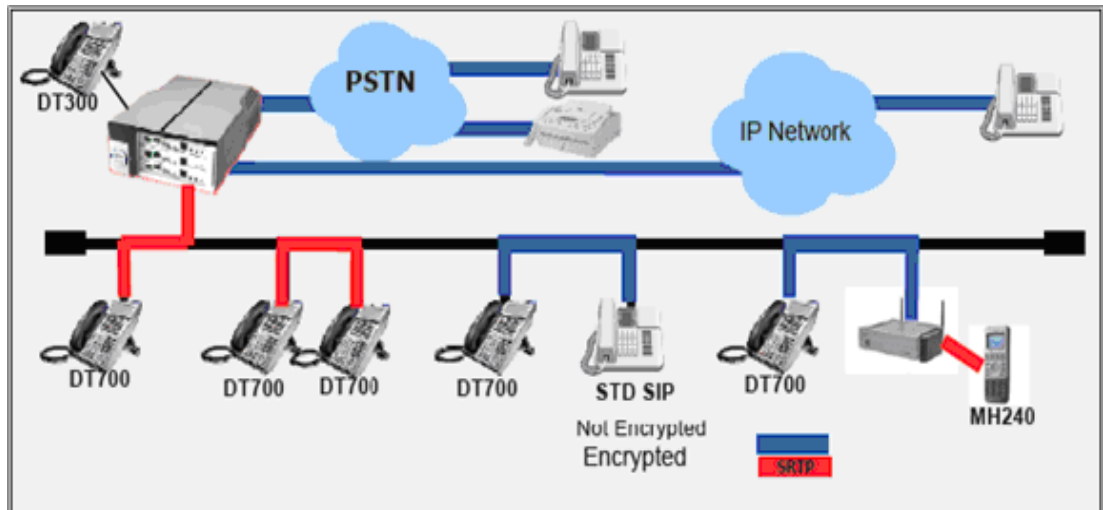 DT300
PSTN
IP Network
DT700
DT700
DT700
DT700
STD SIP
DT700
MH240
Not Encrypted
Encrypted
SRTP